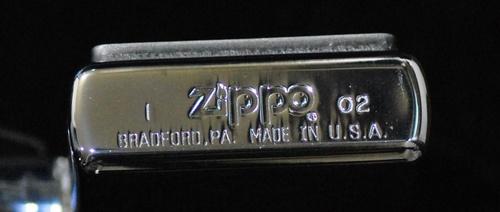 I zippo 02
BRADFORD,PA. MADE IN U.S.A.